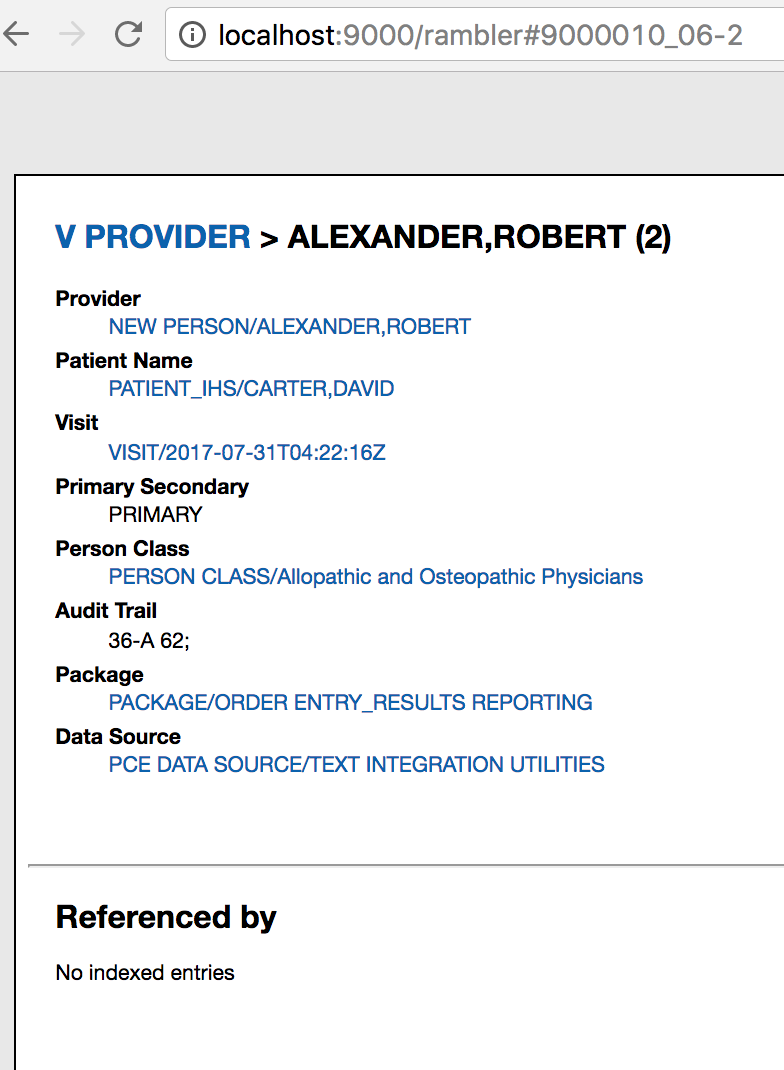 localhost:9000/rambler#9000010_06-2
V PROVIDER > ALEXANDER,ROBERT (2)
Provider
NEW PERSON/ALEXANDER,ROBERT
Patient Name
PATIENT_IHS/CARTER,DAVID
Visit
VISIT/2017-07-31T04:22:16Z
Primary Secondary
PRIMARY
Person Class
PERSON CLASS/Allopathic and Osteopathic Physicians
Audit Trail
36-A 62;
Package
PACKAGE/ORDER ENTRY_RESULTS REPORTING
Data Source
PCE DATA SOURCE/TEXT INTEGRATION UTILITIES
Referenced by
No indexed entries